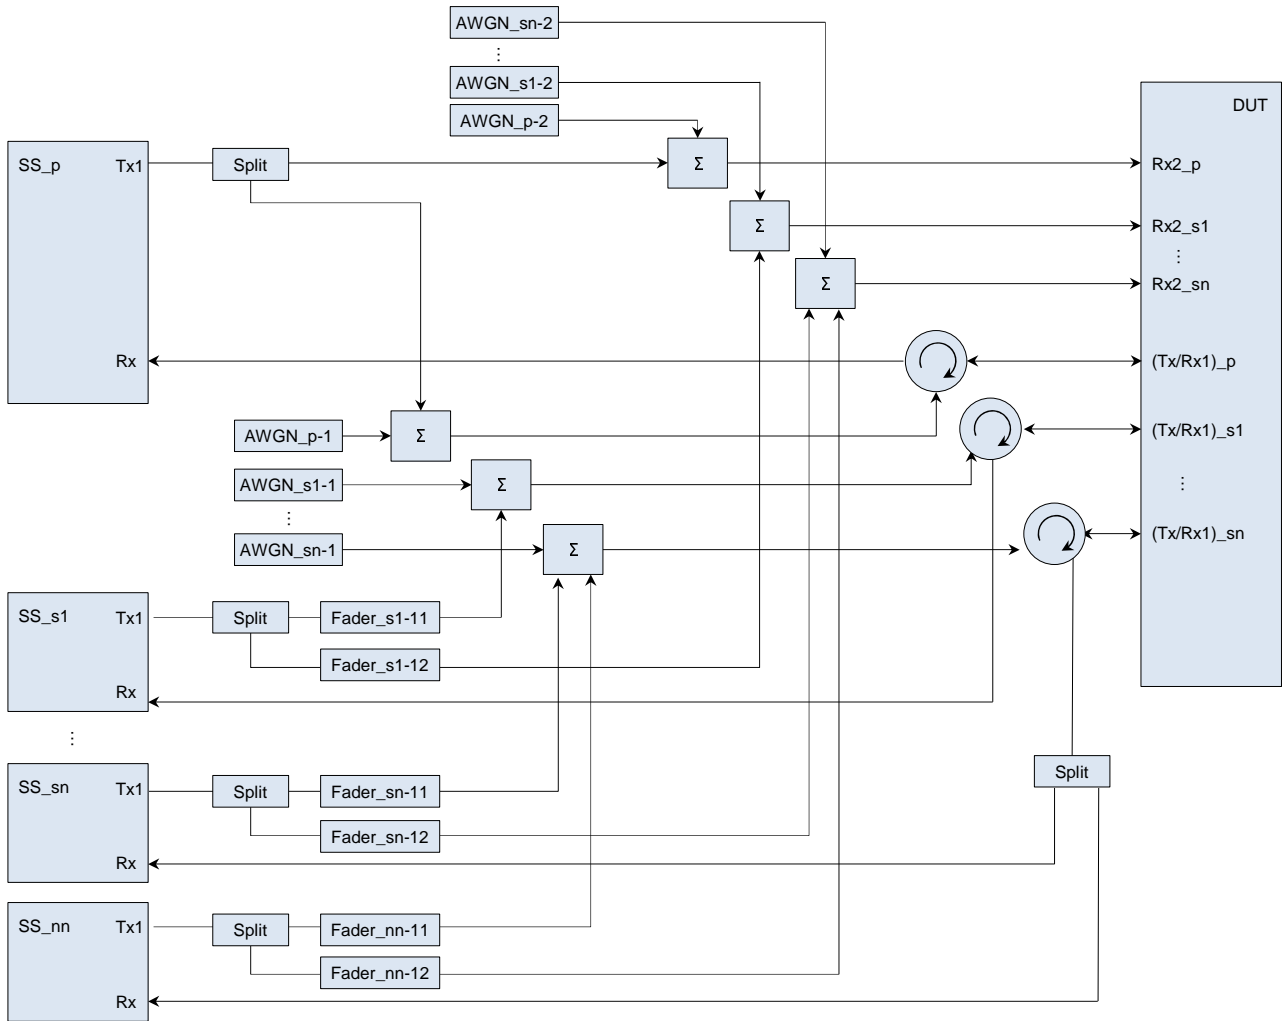 AWGN_sn-2
⋮
AWGN_s1-2
AWGN_p-2
DUT
SS_p Tx1
Split
Σ
Rx2_p
Σ
Rx2_s1
⋮
Σ
Rx2_sn
Rx
(Tx/Rx1)_p
AWGN_p-1
Σ
(Tx/Rx1)_s1
AWGN_s1-1
Σ
⋮
⋮
AWGN_sn-1
Σ
(Tx/Rx1)_sn
SS_s1 Tx1
Split
Fader_s1-11
Fader_s1-12
Rx
⋮
Split
SS_sn Tx1
Split
Fader_sn-11
Fader_sn-12
Rx
SS_nn Tx1
Split
Fader_nn-11
Fader_nn-12
Rx